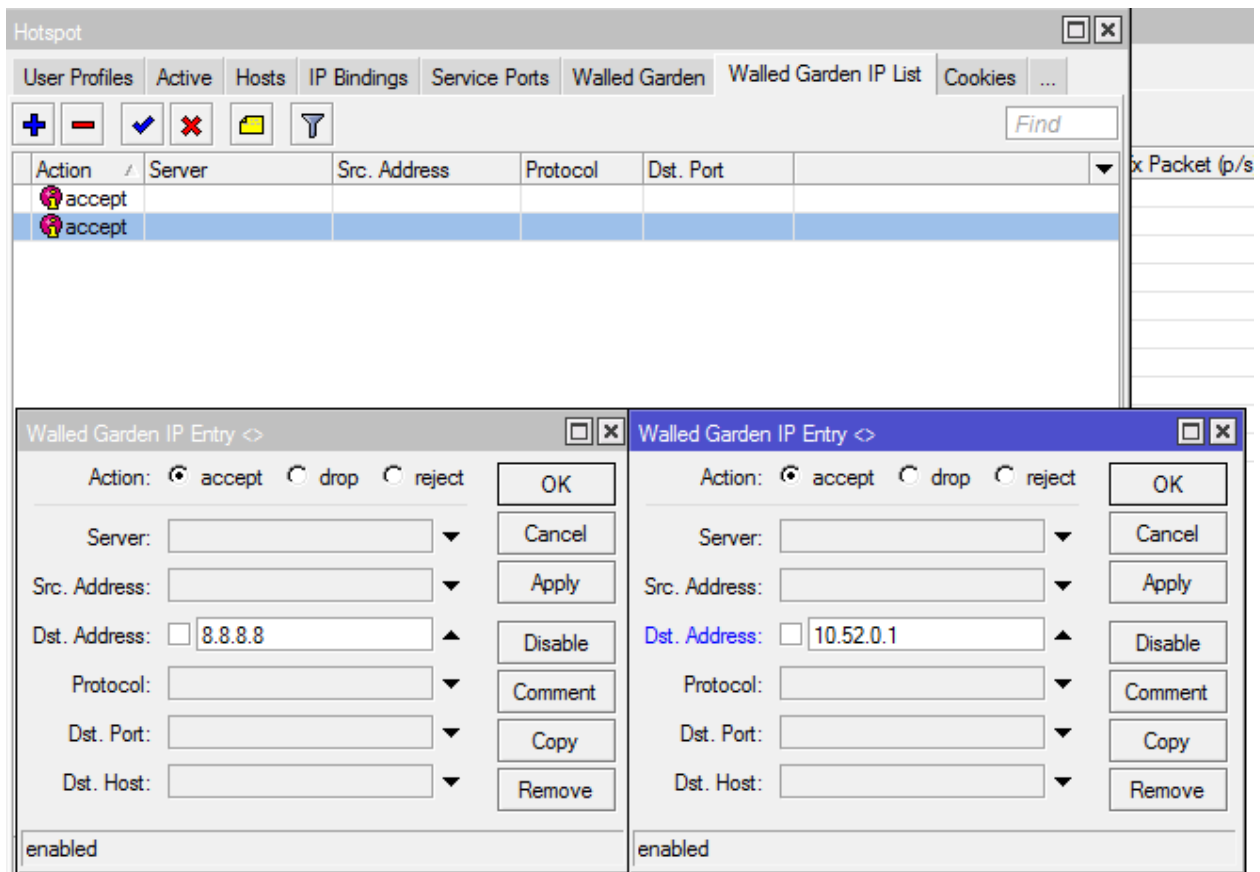 Hotspot
User Profiles Active Hosts IP Bindings Service Ports Walled Garden Walled Garden IP List Cookies ...
Find
Action Server Src. Address Protocol Dst. Port
x Packet (p/s
accept
accept
Walled Garden IP Entry <>
Action: accept drop reject OK
Server: Cancel
Src. Address: Apply
Dst. Address: 8.8.8.8 Disable
Protocol: Comment
Dst. Port: Copy
Dst. Host: Remove
enabled
Walled Garden IP Entry <>
Action: accept drop reject OK
Server: Cancel
Src. Address: Apply
Dst. Address: 10.52.0.1 Disable
Protocol: Comment
Dst. Port: Copy
Dst. Host: Remove
enabled